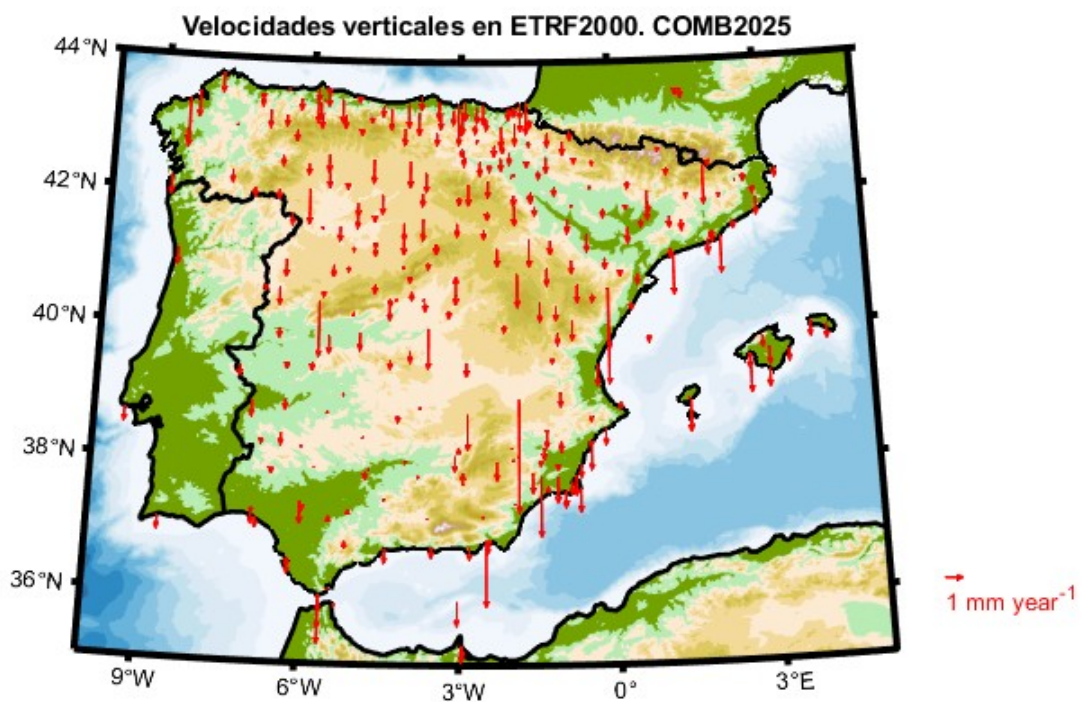 Velocidades verticales en ETRF2000. COMB2025
44°N
42°N
40°N
38°N
36°N
9°W
6°W
3°W
0°
3°E
1 mm year⁻¹